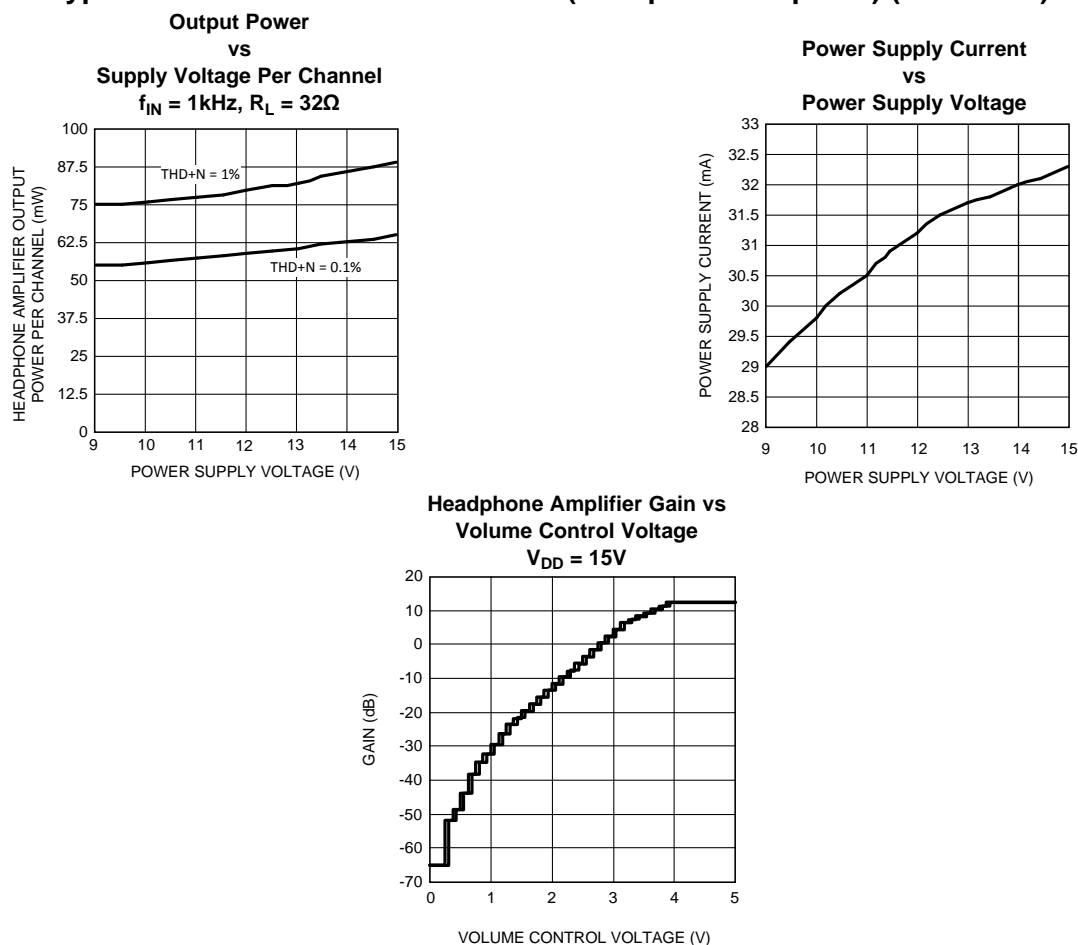 Output Power
vs
Supply Voltage Per Channel
fIN = 1kHz, RL = 32Ω
100
87.5
75
62.5
50
37.5
25
12.5
0
HEADPHONE AMPLIFIER OUTPUT
POWER PER CHANNEL (mW)
THD+N = 1%
THD+N = 0.1%
9 10 11 12 13 14 15
POWER SUPPLY VOLTAGE (V)
Power Supply Current
vs
Power Supply Voltage
33
32.5
32
31.5
31
30.5
30
29.5
29
28.5
28
POWER SUPPLY CURRENT (mA)
9 10 11 12 13 14 15
POWER SUPPLY VOLTAGE (V)
Headphone Amplifier Gain vs
Volume Control Voltage
VDD = 15V
20
10
0
-10
-20
-30
-40
-50
-60
-70
GAIN (dB)
0 1 2 3 4 5
VOLUME CONTROL VOLTAGE (V)